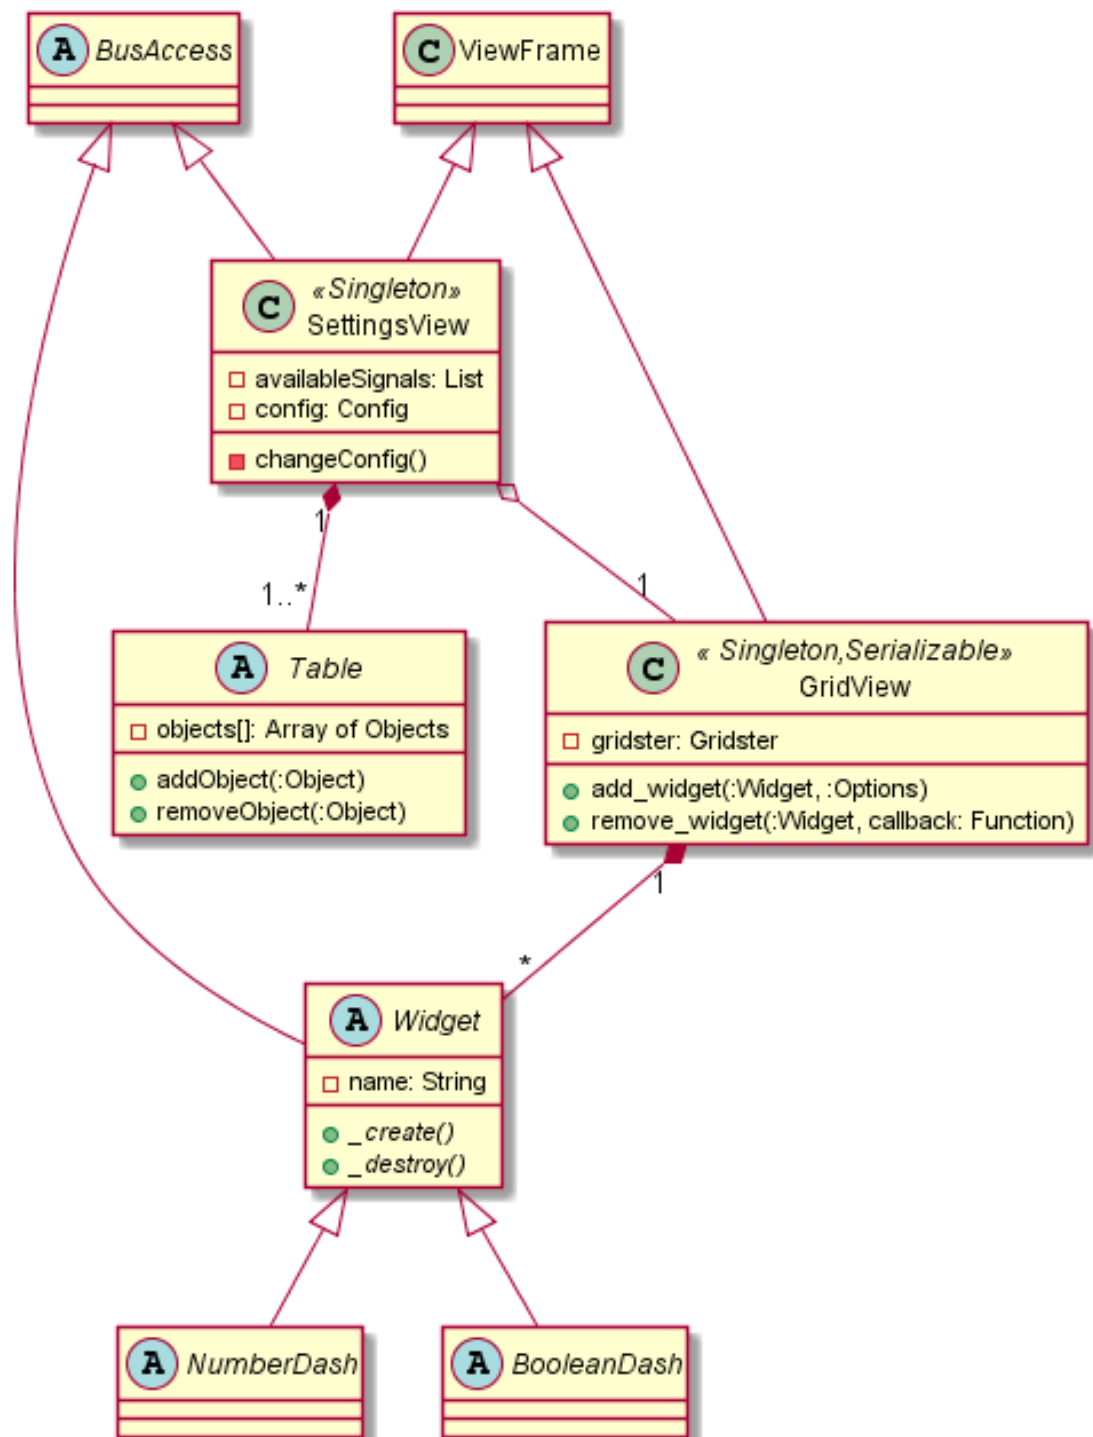 A BusAccess
C ViewFrame
C «Singleton»
SettingsView
availableSignals: List
config: Config
changeConfig()
1
1..*
1
A Table
objects[]: Array of Objects
addObject(:Object)
removeObject(:Object)
C « Singleton,Serializable»
GridView
gridster: Gridster
add_widget(:Widget, :Options)
remove_widget(:Widget, callback: Function)
1
*
A Widget
name: String
_create()
_destroy()
A NumberDash
A BooleanDash